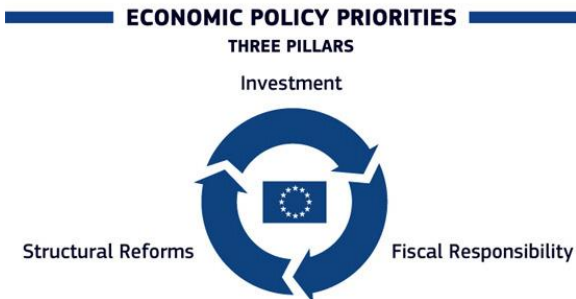 ECONOMIC POLICY PRIORITIES
THREE PILLARS
Investment
Structural Reforms
Fiscal Responsibility